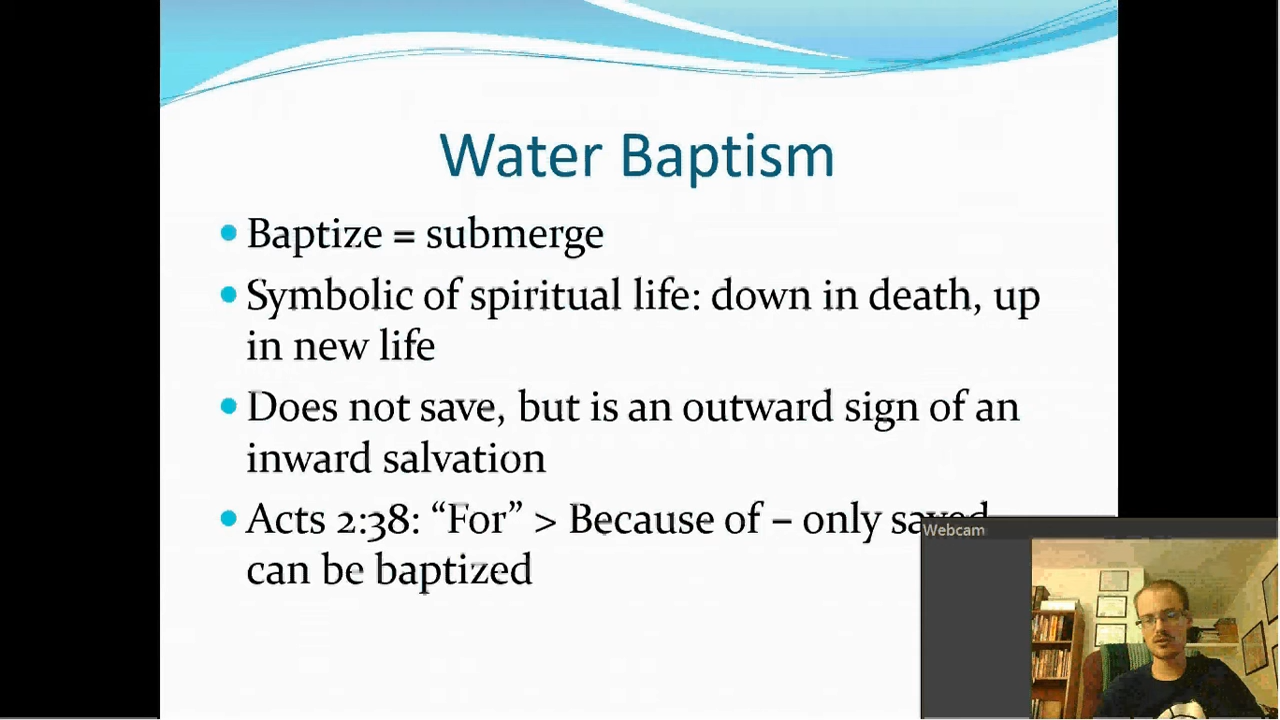 Water Baptism
Baptize = submerge
Symbolic of spiritual life: down in death, up
in new life
Does not save, but is an outward sign of an
inward salvation
Acts 2:38: “For” > Because of – only saved
can be baptized
Webcam